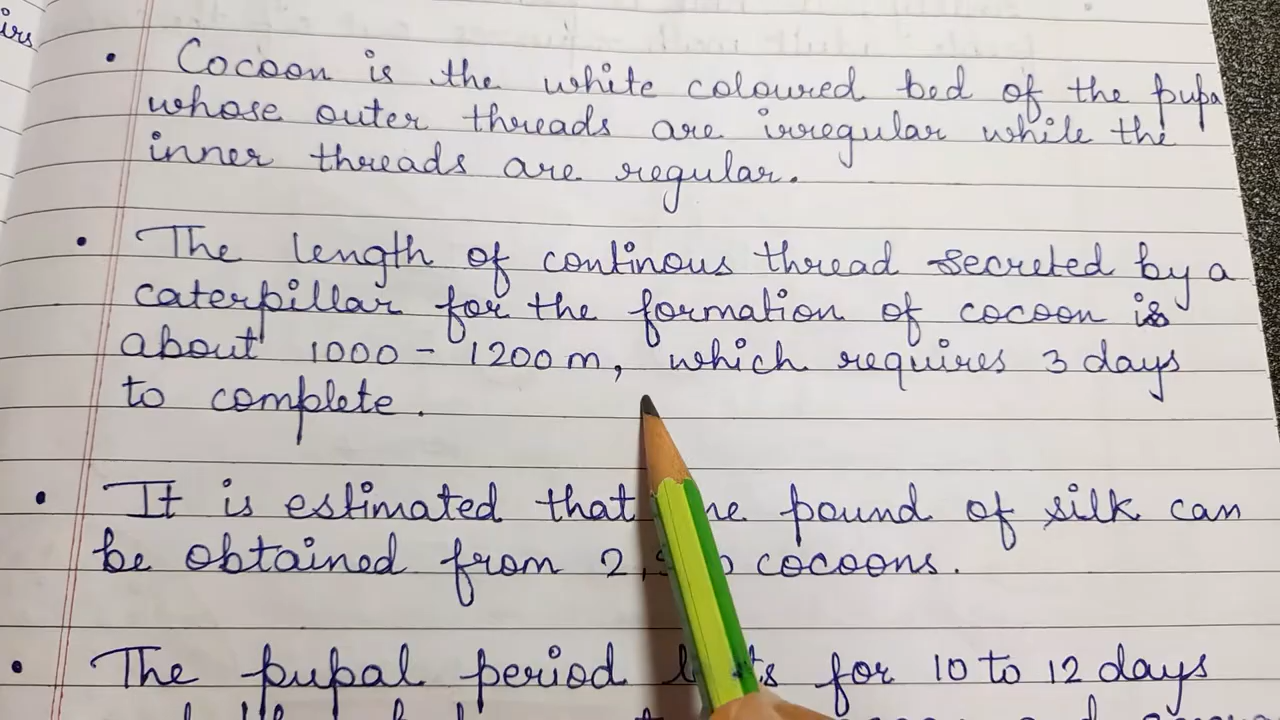 irs
• Cocoon is the white coloured bed of the pupa
whose outer threads are irregular while the
inner threads are regular.
• The length of continous thread secreted by a
caterpillar for the formation of cocoon is
about 1000 - 1200 m, which requires 3 days
to complete.
• It is estimated that pound of silk can
be obtained from cocoons.
• The pupal period for 10 to 12 days